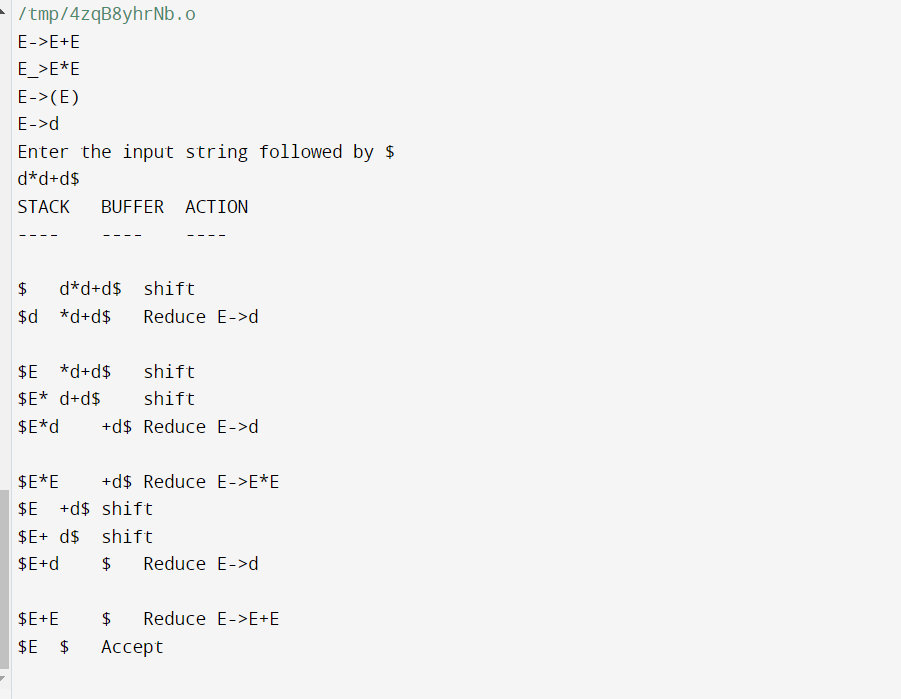 /tmp/4zqB8yhrNb.o
E->E+E
E_>E*E
E->(E)
E->d
Enter the input string followed by $
d*d+d$
STACK   BUFFER  ACTION
----    ----    ----
$   d*d+d$  shift
$d  *d+d$   Reduce E->d
$E  *d+d$   shift
$E* d+d$    shift
$E*d    +d$ Reduce E->d
$E*E    +d$ Reduce E->E*E
$E  +d$ shift
$E+ d$  shift
$E+d    $   Reduce E->d
$E+E    $   Reduce E->E+E
$E  $   Accept